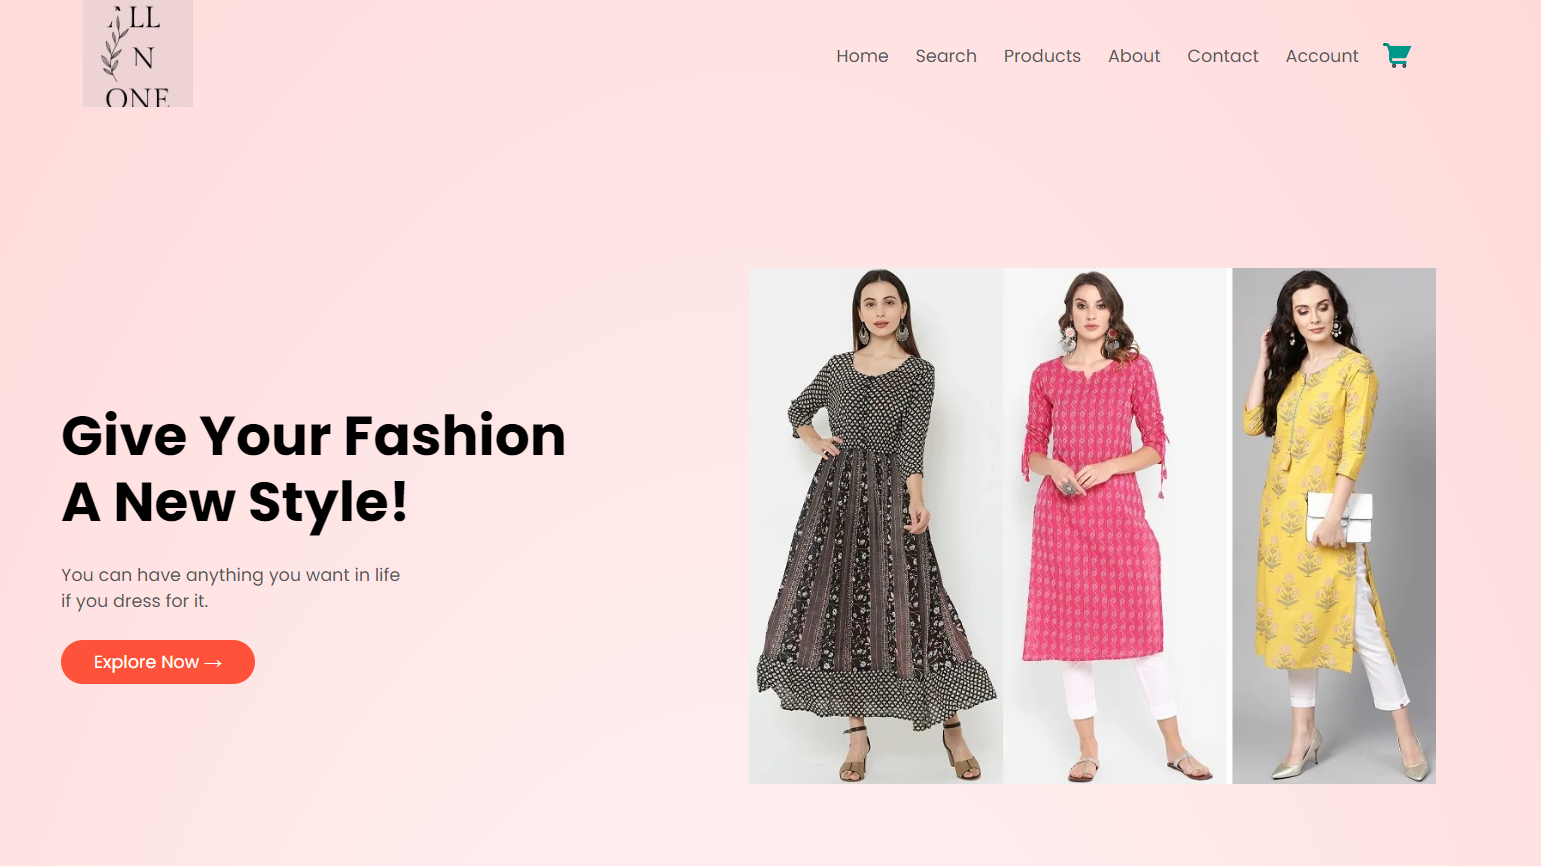 ALL
N
ONE
Home Search Products About Contact Account
Give Your Fashion
A New Style!
You can have anything you want in life
if you dress for it.
Explore Now →